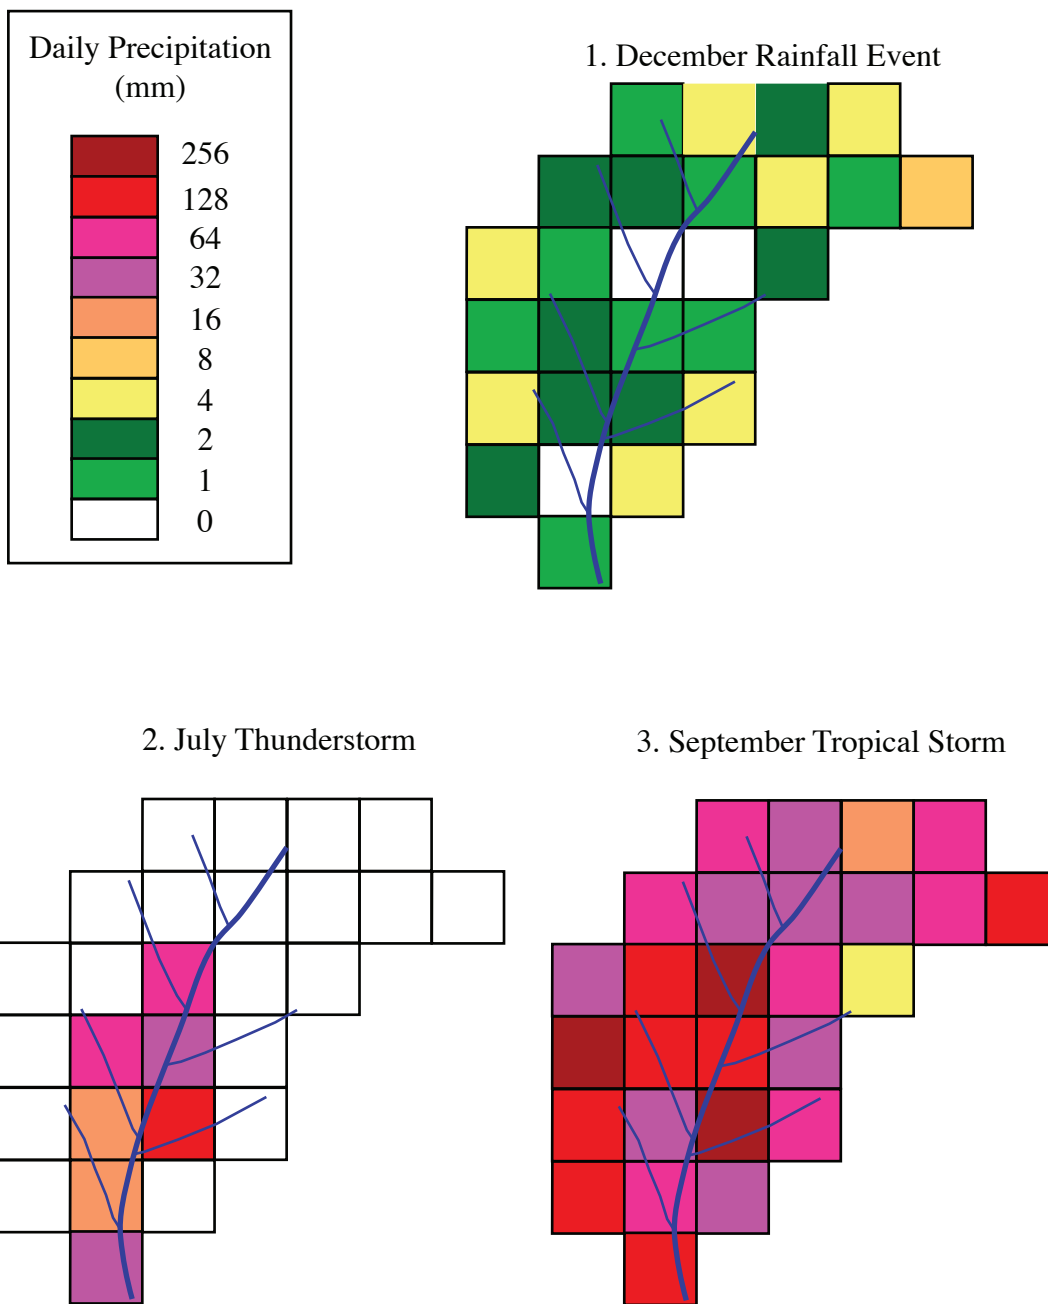 Daily Precipitation
(mm)
256
128
64
32
16
8
4
2
1
0
1. December Rainfall Event
2. July Thunderstorm
3. September Tropical Storm